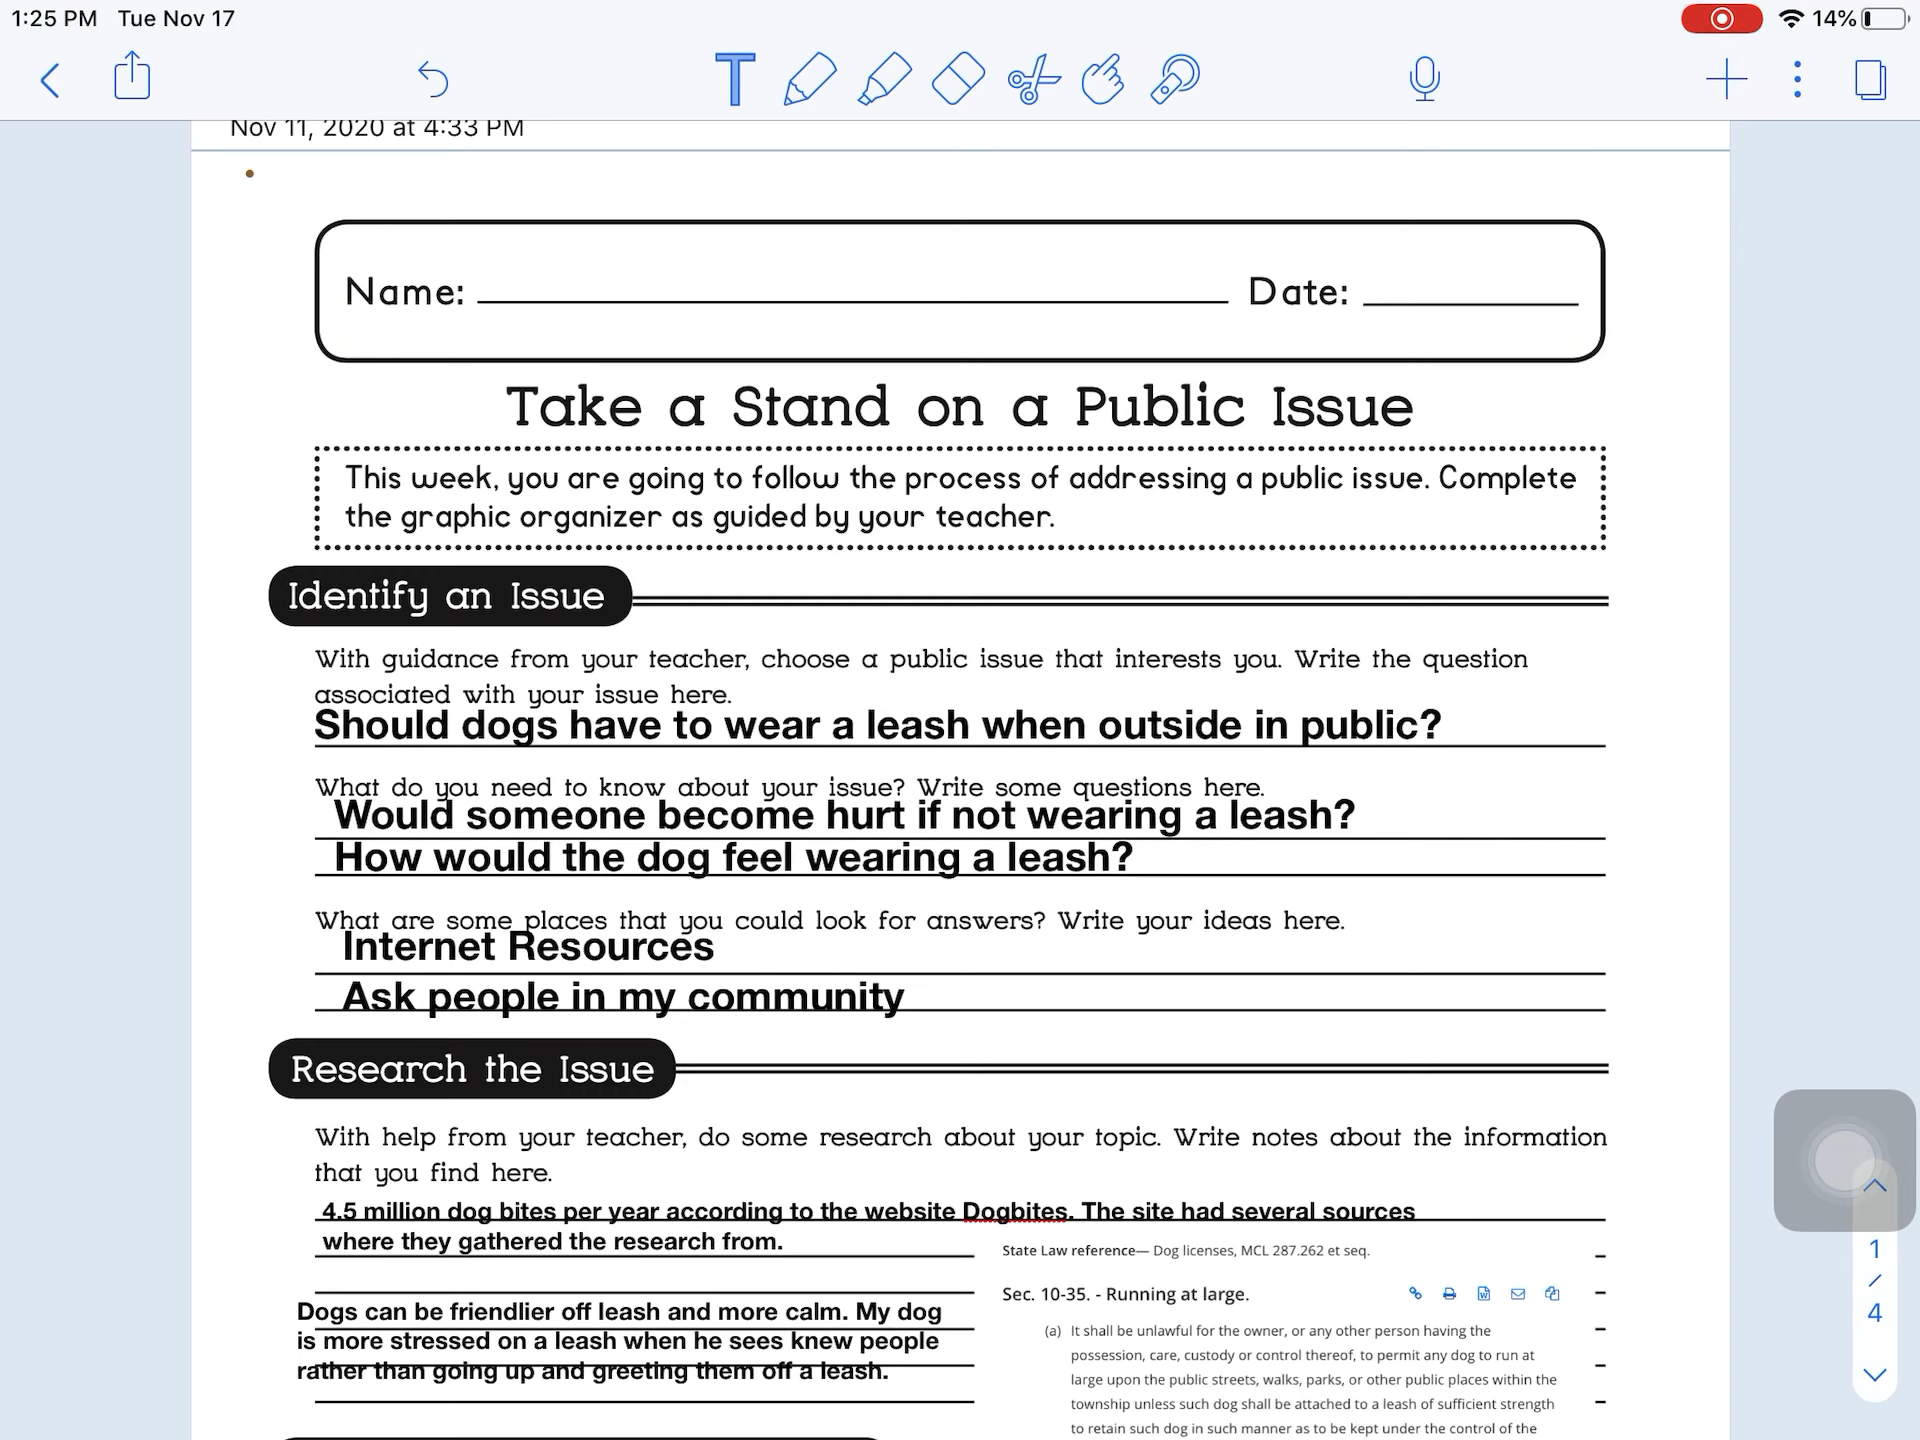 1:25 PM Tue Nov 17
14%
Nov 11, 2020 at 4:33 PM
Name: Date:
Take a Stand on a Public Issue
This week, you are going to follow the process of addressing a public issue. Complete
the graphic organizer as guided by your teacher.
Identify an Issue
With guidance from your teacher, choose a public issue that interests you. Write the question
associated with your issue here.
Should dogs have to wear a leash when outside in public?
What do you need to know about your issue? Write some questions here.
Would someone become hurt if not wearing a leash?
How would the dog feel wearing a leash?
What are some places that you could look for answers? Write your ideas here.
Internet Resources
Ask people in my community
Research the Issue
With help from your teacher, do some research about your topic. Write notes about the information
that you find here.
4.5 million dog bites per year according to the website Dogbites. The site had several sources
where they gathered the research from.
Dogs can be friendlier off leash and more calm. My dog
is more stressed on a leash when he sees knew people
rather than going up and greeting them off a leash.
State Law reference— Dog licenses, MCL 287.262 et seq.
Sec. 10-35. - Running at large.
(a) It shall be unlawful for the owner, or any other person having the
possession, care, custody or control thereof, to permit any dog to run at
large upon the public streets, walks, parks, or other public places within the
township unless such dog shall be attached to a leash of sufficient strength
to retain such dog in such manner as to be kept under the control of the
1
/
4